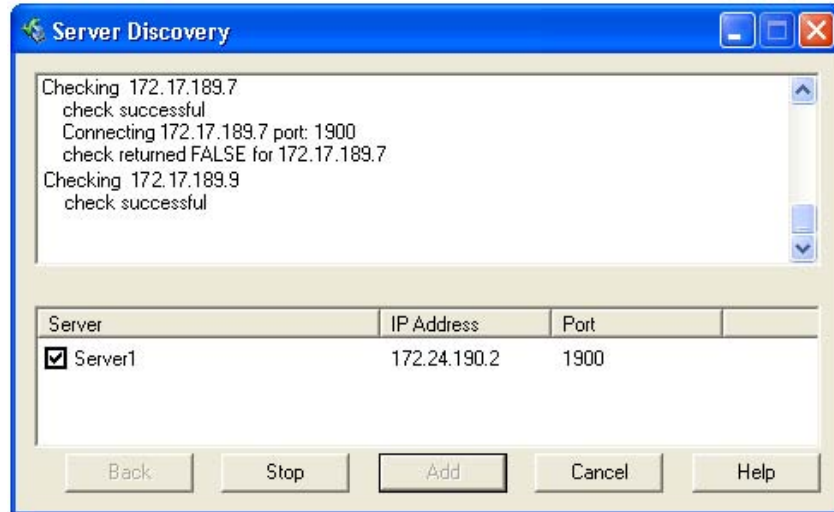 Server Discovery
Checking 172.17.189.7
check successful
Connecting 172.17.189.7 port: 1900
check returned FALSE for 172.17.189.7
Checking 172.17.189.9
check successful
Server IP Address Port
Server1 172.24.190.2 1900
Back Stop Add Cancel Help